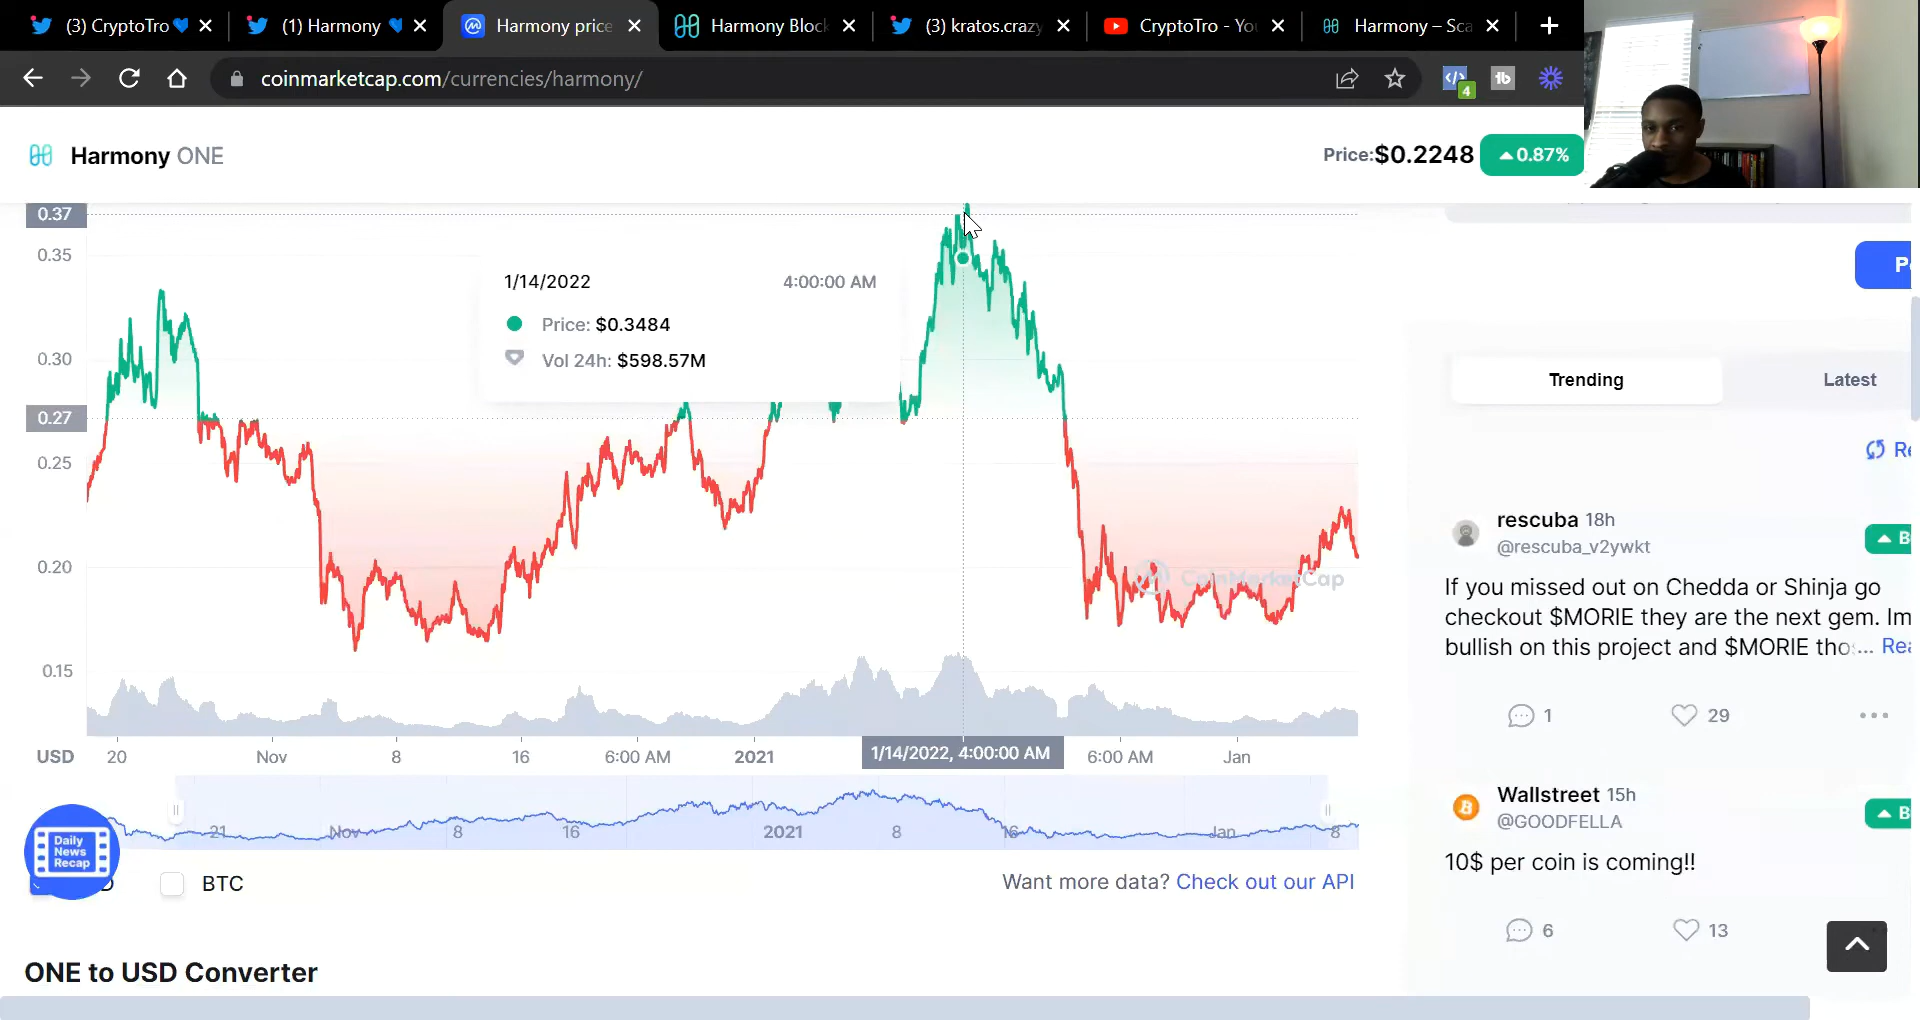 (3) CryptoTro💙
(1) Harmony 💙
Harmony price
Harmony Block
(3) kratos.crazy
CryptoTro - Yo
Harmony – Sca
coinmarketcap.com/currencies/harmony/
4
tb
Harmony ONE
Price:$0.2248
0.87%
0.37
0.35
0.30
0.27
0.25
0.20
0.15
1/14/2022 4:00:00 AM
Price: $0.3484
Vol 24h: $598.57M
CoinMarketCap
USD 20 Nov 8 16 6:00 AM 2021 1/14/2022, 4:00:00 AM 6:00 AM Jan
21 Nov 8 16 2021 8 16 Jan 8
Daily
News
Recap
BTC
Want more data? Check out our API
ONE to USD Converter
Trending
Latest
Re
rescuba 18h
@rescuba_v2ywkt
B
If you missed out on Chedda or Shinja go
checkout $MORIE they are the next gem. Im
bullish on this project and $MORIE tho... Rea
1
29
Wallstreet 15h
@GOODFELLA
B
10$ per coin is coming!!
6
13